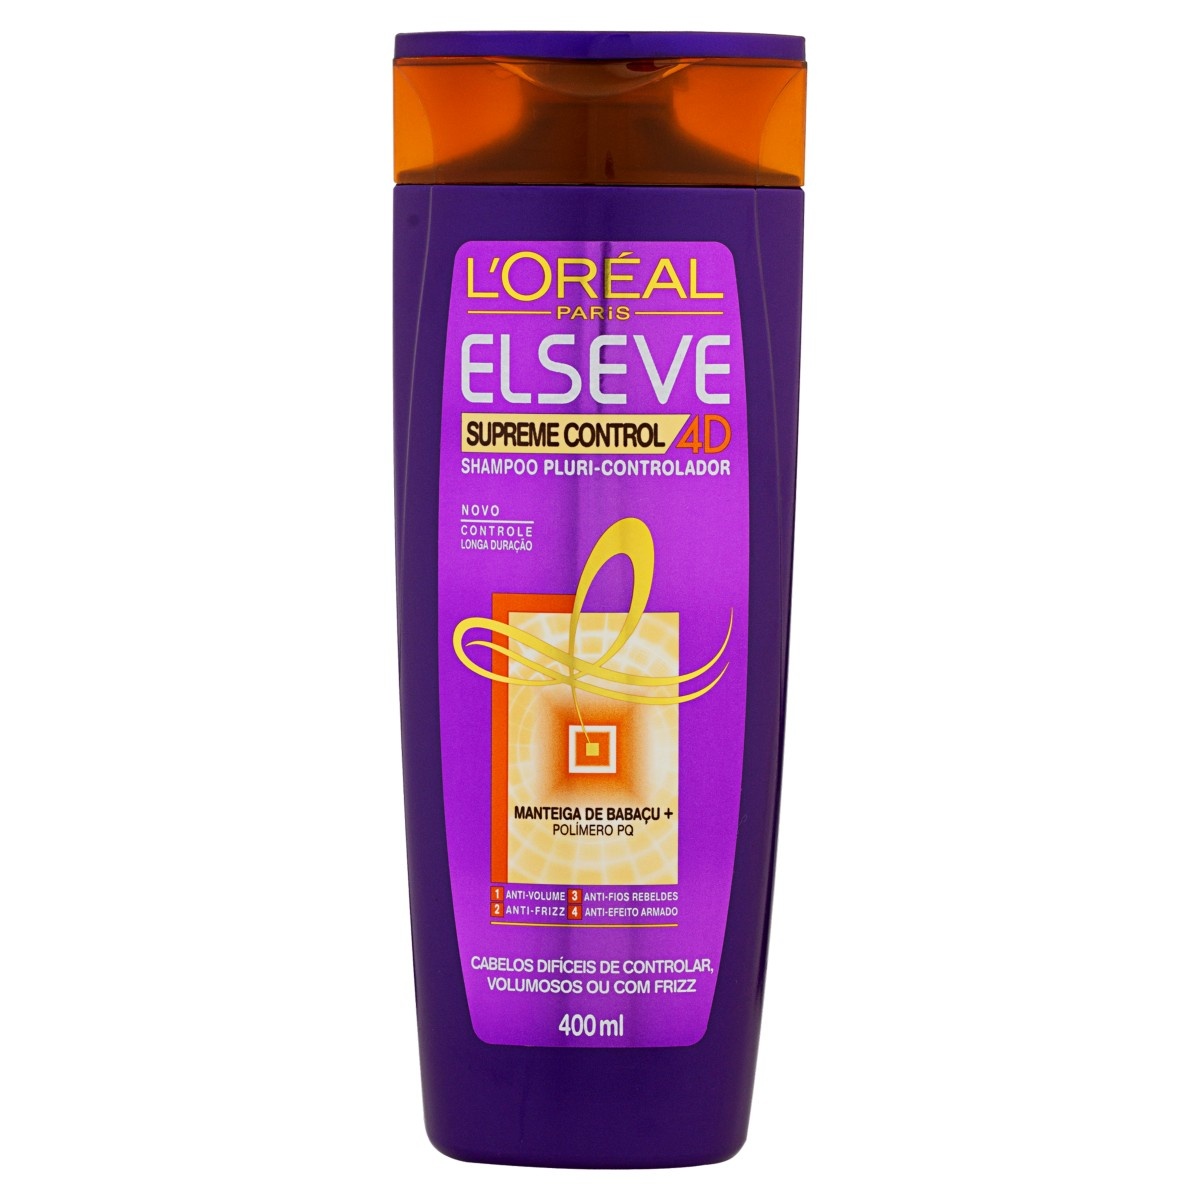 L'ORÉAL
PARiS
ELSEVE
SUPREME CONTROL 4D
SHAMPOO PLURI-CONTROLADOR
NOVO
CONTROLE
LONGA DURAÇÃO
MANTEIGA DE BABAÇU +
POLÍMERO PQ
1 ANTI-VOLUME 3 ANTI-FIOS REBELDES
2 ANTI-FRIZZ 4 ANTI-EFEITO ARMADO
CABELOS DIFÍCEIS DE CONTROLAR,
VOLUMOSOS OU COM FRIZZ
400 ml